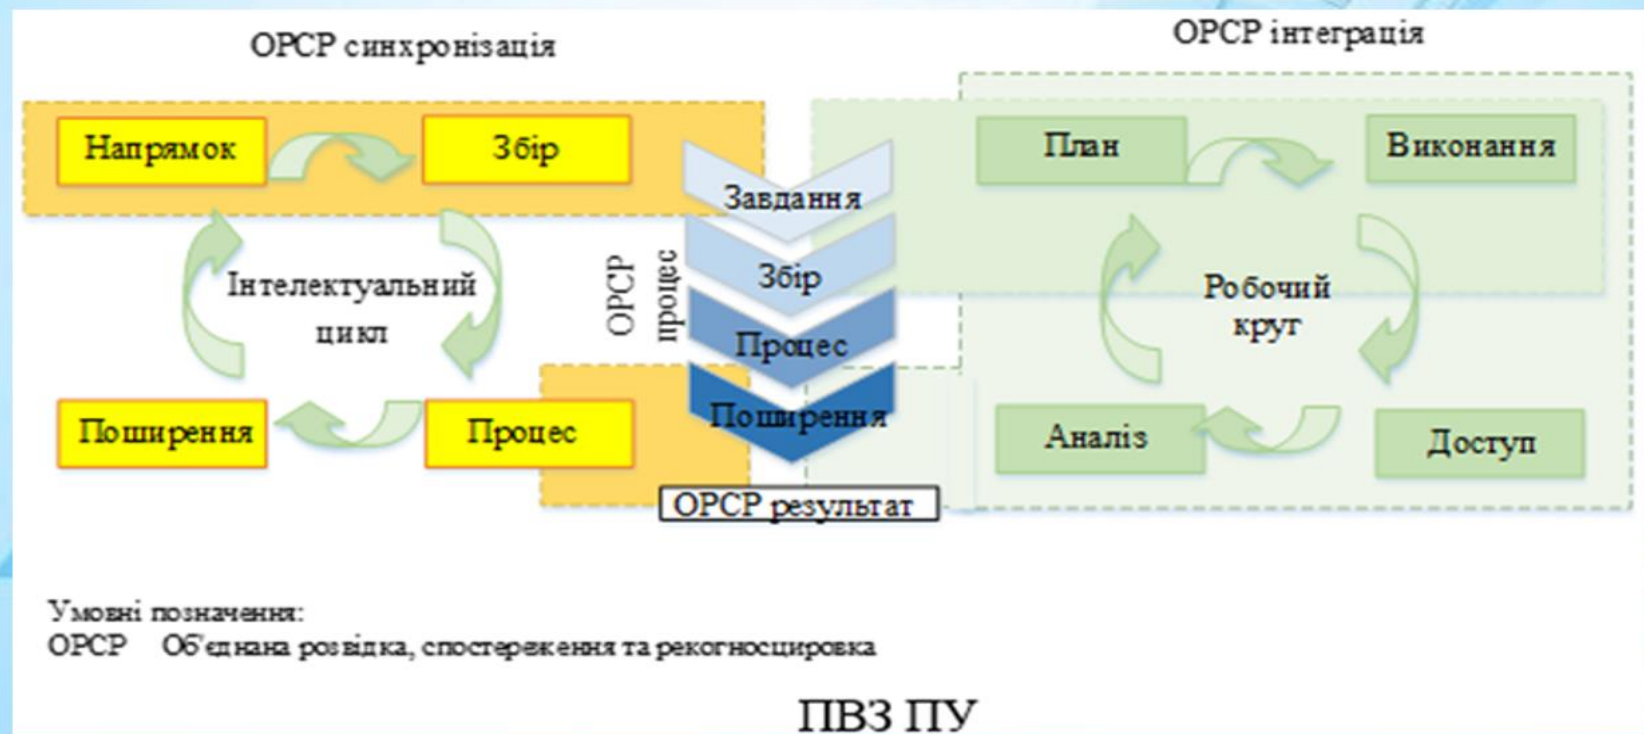 ОРСР синхронізація
ОРСР інтеграція
Напрямок
Збір
Інтелектуальний
цикл
Поширення
Процес
ОРСР
процес
Завдання
Збір
Процес
Поширення
ОРСР результат
План
Виконання
Робочий
круг
Аналіз
Доступ
Умовні позначення:
ОРСР Об'єднана розвідка, спостереження та рекогносцировка
ПВЗ ПУ